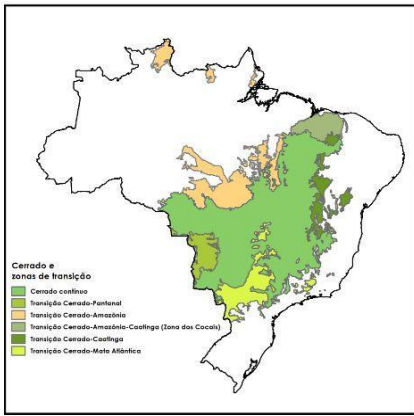 Cerrado e
zonas de transição
Cerrado contínuo
Transição Cerrado-Pantanal
Transição Cerrado-Amazônia
Transição Cerrado-Amazônia-Caatinga (Zona dos Cocais)
Transição Cerrado-Caatinga
Transição Cerrado-Mata Atlântica